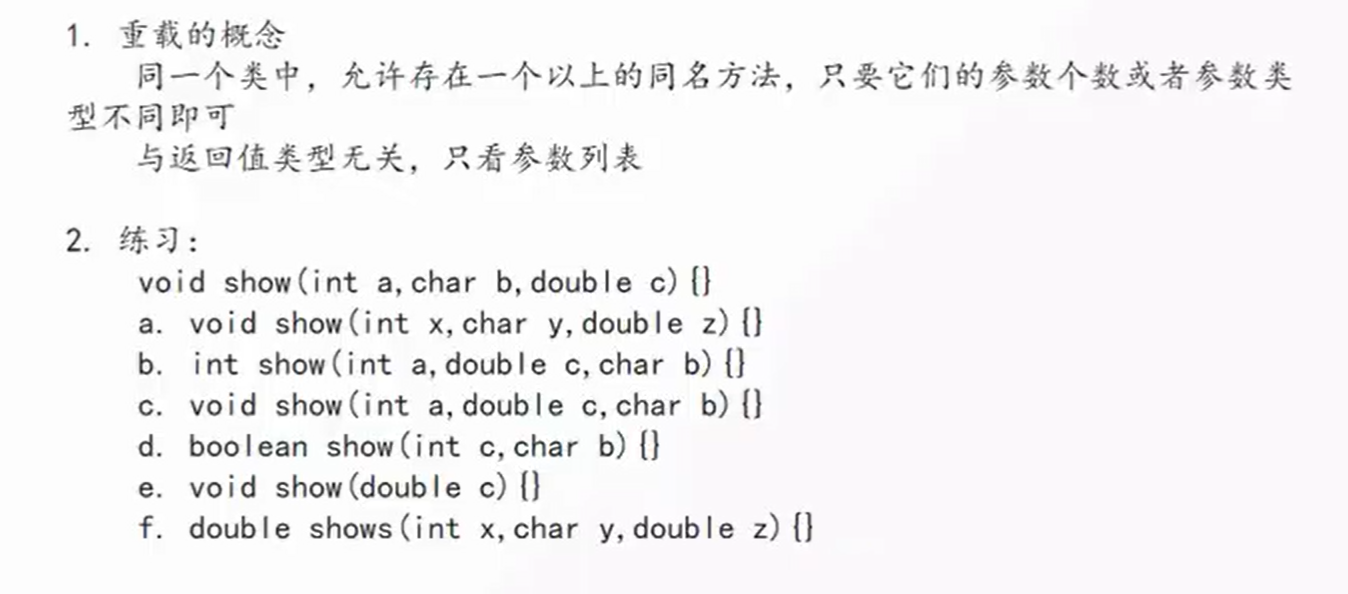 1. 重载的概念
同一个类中，允许存在一个以上的同名方法，只要它们的参数个数或者参数类
型不同即可
与返回值类型无关，只看参数列表
2. 练习：
void show(int a,char b,double c){}
a. void show(int x,char y,double z){}
b. int show(int a,double c,char b){}
c. void show(int a,double c,char b){}
d. boolean show(int c,char b){}
e. void show(double c){}
f. double shows(int x,char y,double z){}